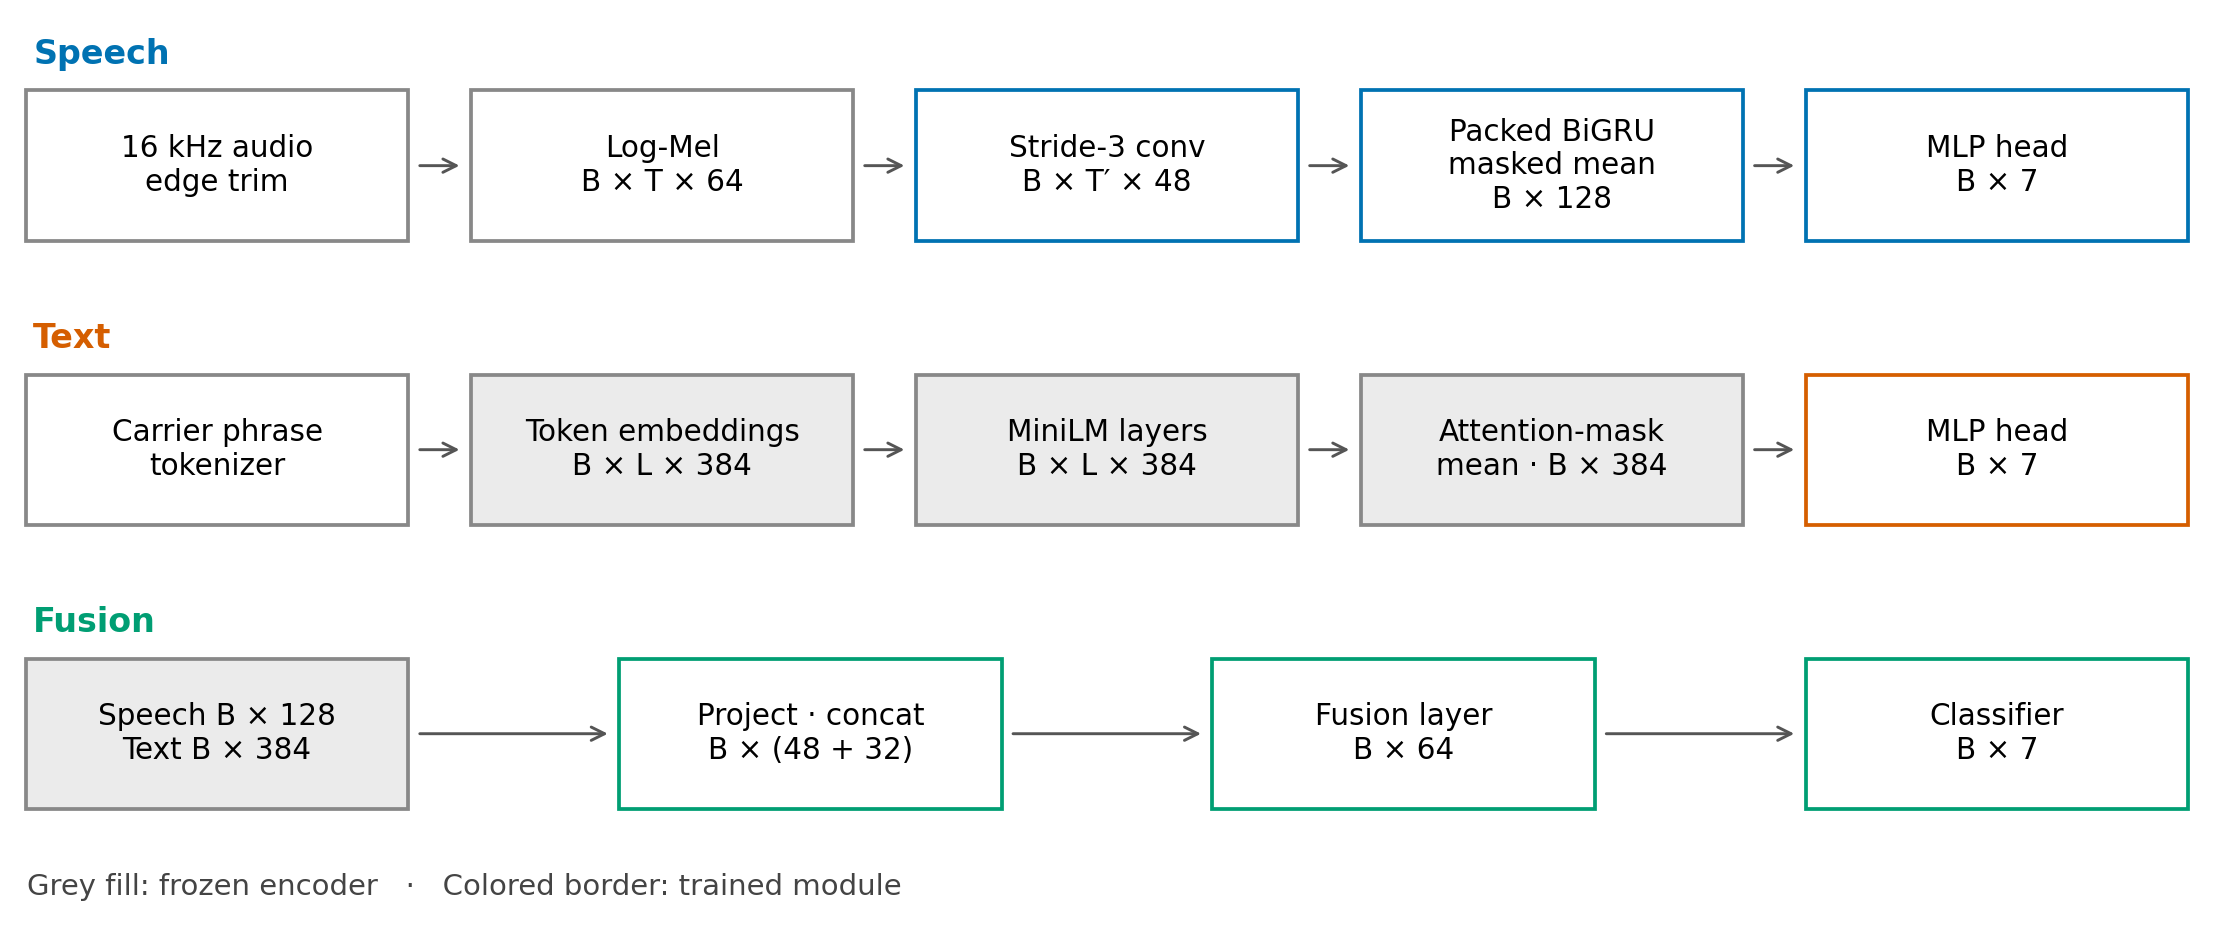 Speech
16 kHz audio
edge trim
Log-Mel
B × T × 64
Stride-3 conv
B × T′ × 48
Packed BiGRU
masked mean
B × 128
MLP head
B × 7
Text
Carrier phrase
tokenizer
Token embeddings
B × L × 384
MiniLM layers
B × L × 384
Attention-mask
mean · B × 384
MLP head
B × 7
Fusion
Speech B × 128
Text B × 384
Project · concat
B × (48 + 32)
Fusion layer
B × 64
Classifier
B × 7
Grey fill: frozen encoder · Colored border: trained module